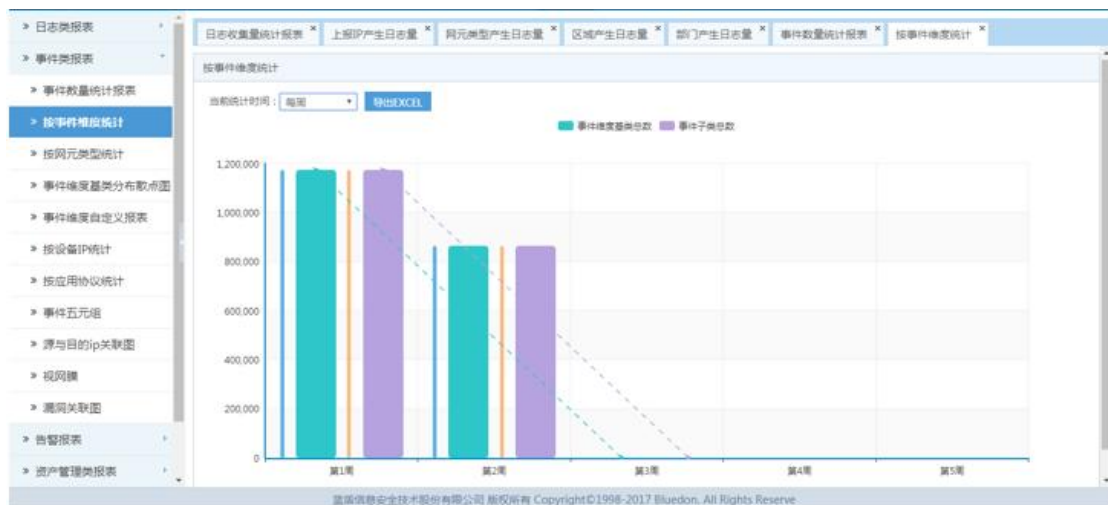 » 日志类报表
» 事件类报表
» 事件数量统计报表
» 按事件维度统计
» 按网元类型统计
» 事件维度基类分布散点图
» 事件维度自定义报表
» 按设备IP统计
» 按应用协议统计
» 事件五元组
» 源与目的ip关联图
» 视网膜
» 漏洞关联图
» 告警报表
» 资产管理类报表
日志收集量统计报表 × 上报IP产生日志量 × 网元类型产生日志量 × 区域产生日志量 × 部门产生日志量 × 事件数量统计报表 × 按事件维度统计 ×
按事件维度统计
当前统计时间： 每周 导出EXCEL
事件维度基类总数 事件子类总数
1,200,000
1,000,000
800,000
600,000
400,000
200,000
0
第1周 第2周 第3周 第4周 第5周
蓝盾信息安全技术股份有限公司 版权所有 Copyright©1998-2017 Bluedon. All Rights Reserve